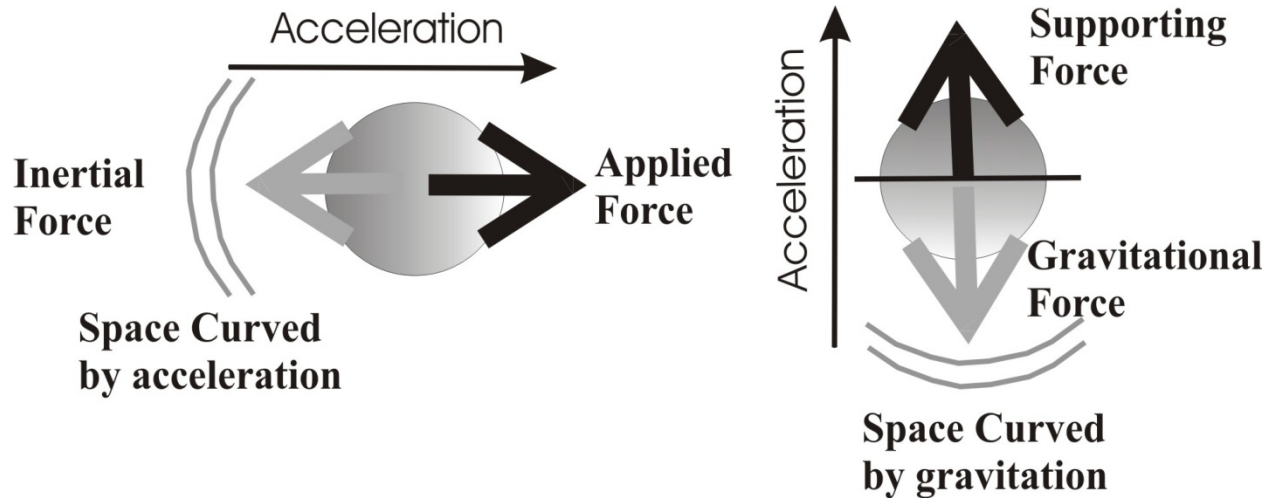 Acceleration
Inertial
Force
Applied
Force
Space Curved
by acceleration
Acceleration
Supporting
Force
Gravitational
Force
Space Curved
by gravitation